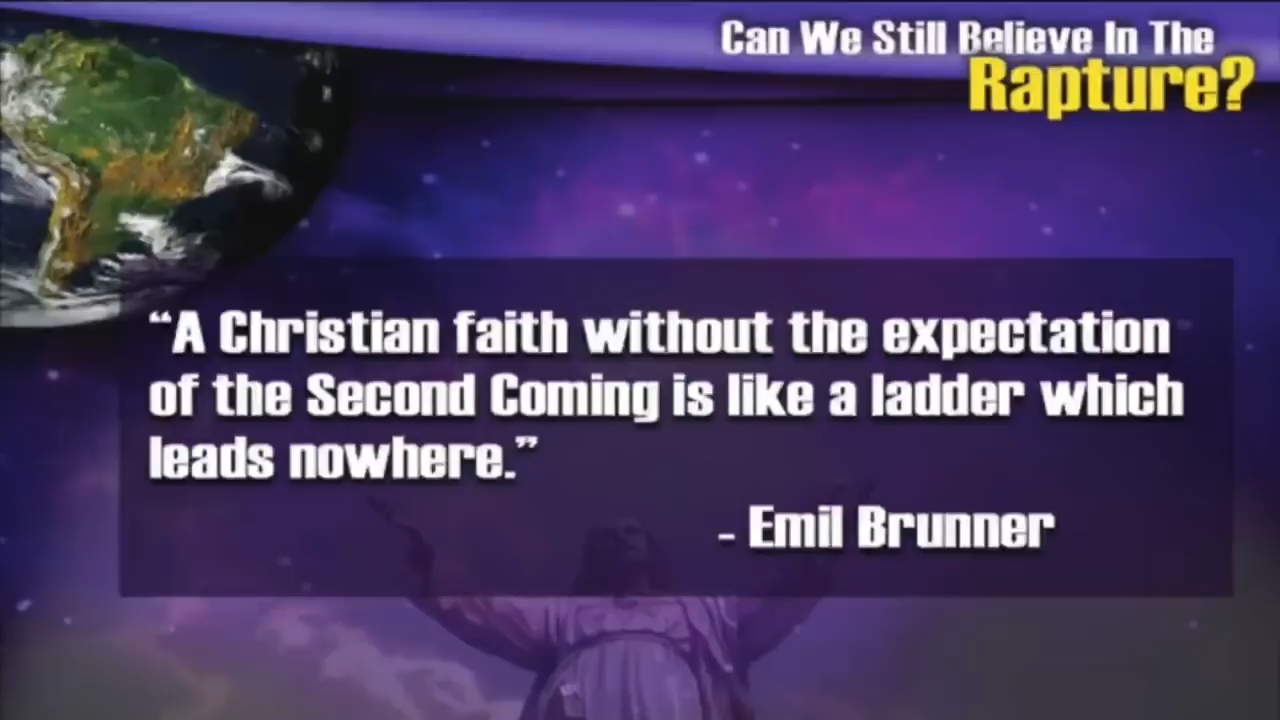 Can We Still Believe In The
Rapture?
“A Christian faith without the expectation
of the Second Coming is like a ladder which
leads nowhere.”
- Emil Brunner